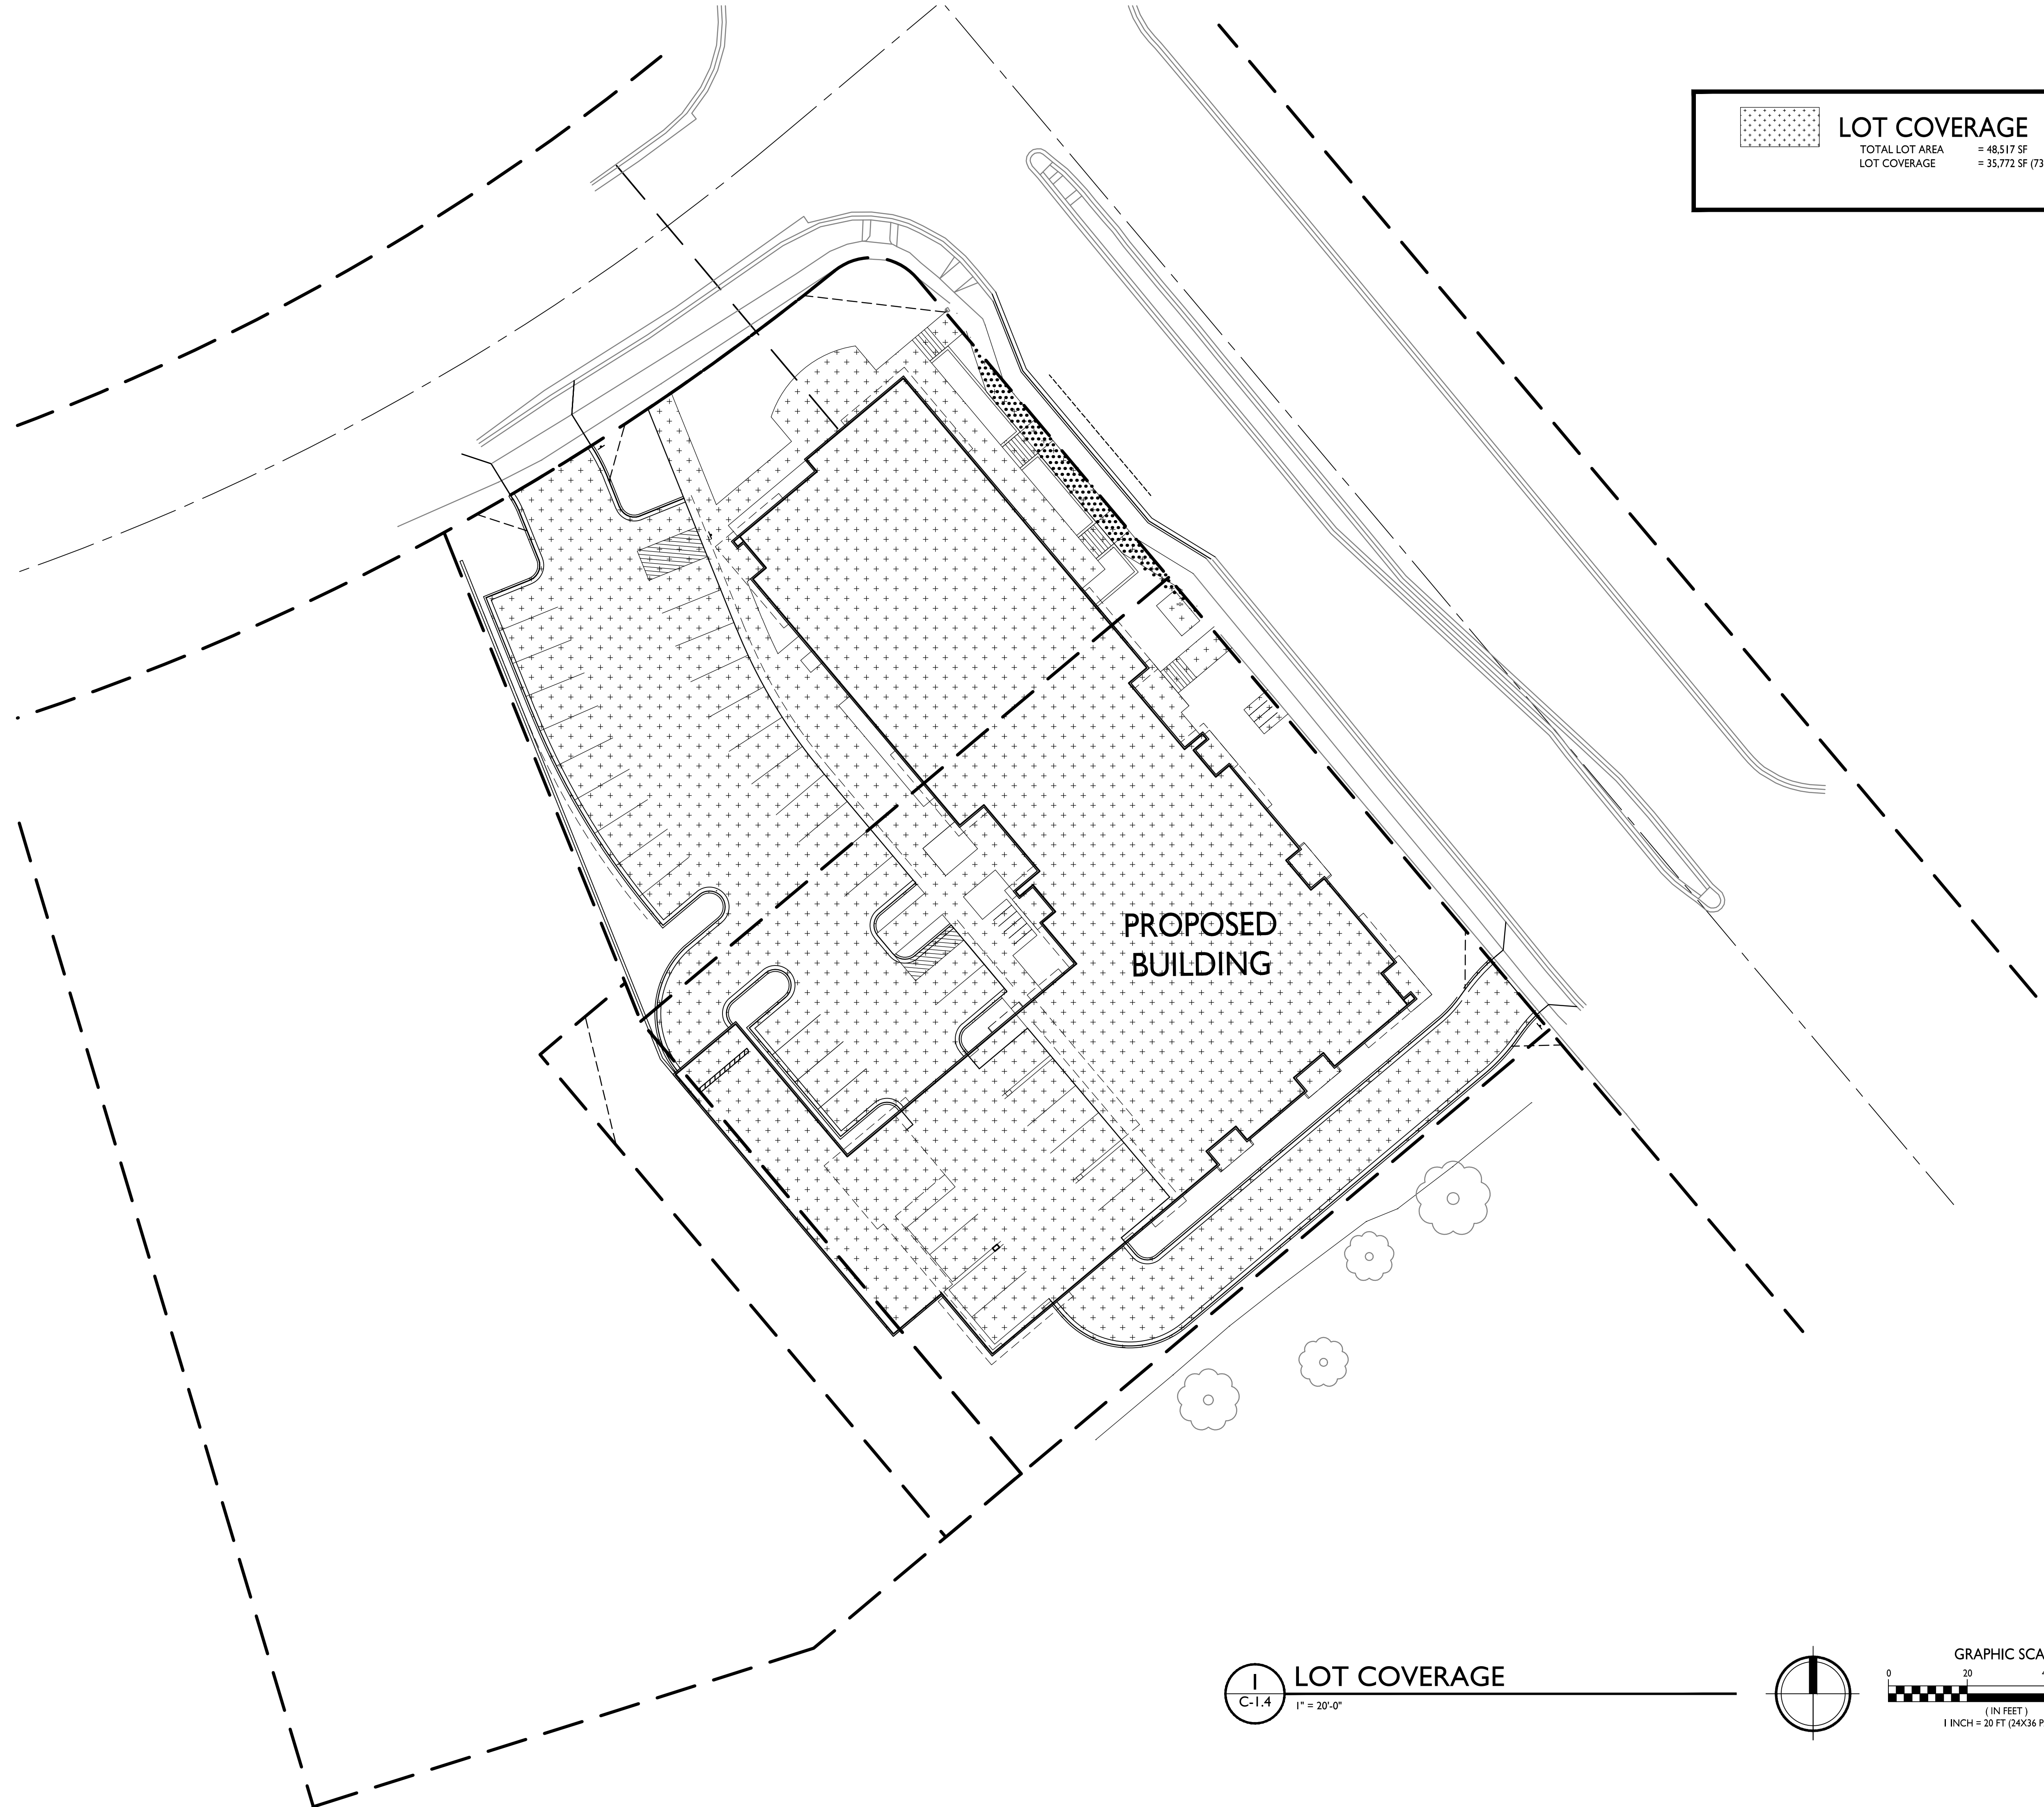 LOT COVERAGE
TOTAL LOT AREA = 48,517 SF
LOT COVERAGE = 35,772 SF (73
PROPOSED
BUILDING
1
C-1.4
LOT COVERAGE
1" = 20'-0"
GRAPHIC SCA
0 20 4
( IN FEET )
1 INCH = 20 FT (24X36 P